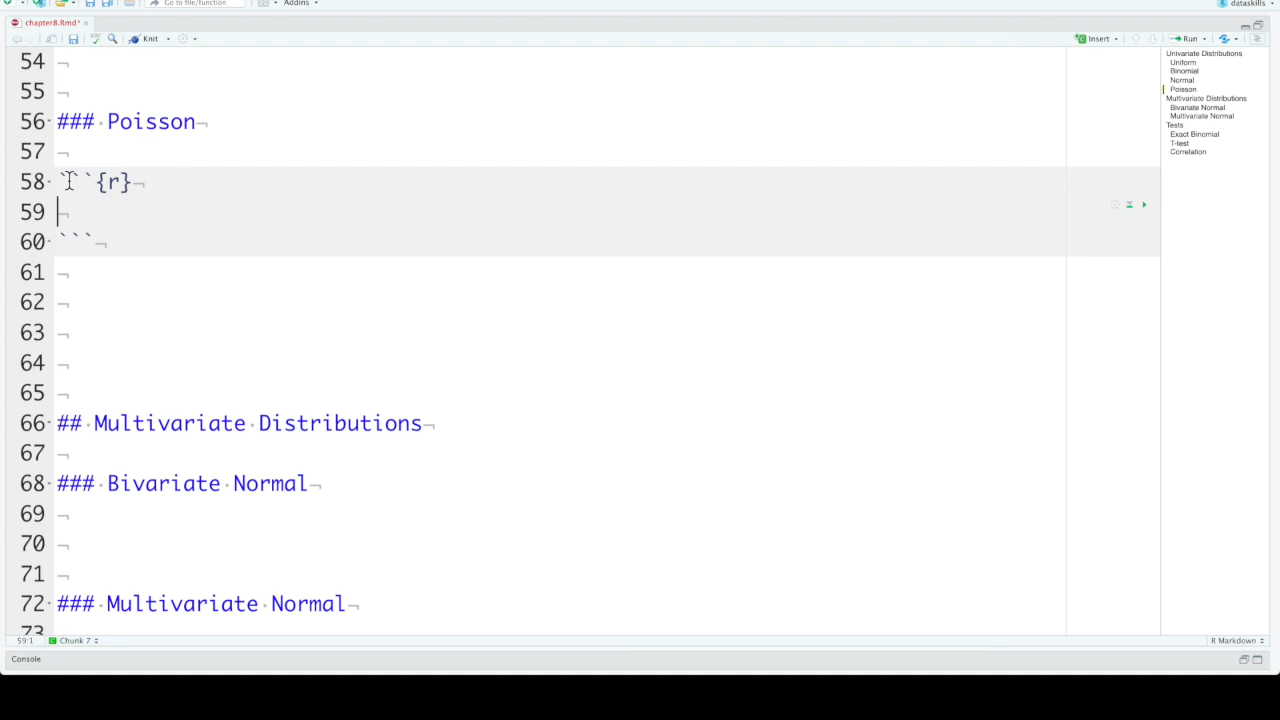 Go to file/function
Addins
dataskills
chapter8.Rmd*
Knit
Insert
Run
54
55
56 ### Poisson
57
58 ```{r}
59
60 ```
61
62
63
64
65
66 ## Multivariate Distributions
67
68 ### Bivariate Normal
69
70
71
72 ### Multivariate Normal
73
Univariate Distributions
Uniform
Binomial
Normal
Poisson
Multivariate Distributions
Bivariate Normal
Multivariate Normal
Tests
Exact Binomial
T-test
Correlation
59:1
Chunk 7
R Markdown
Console